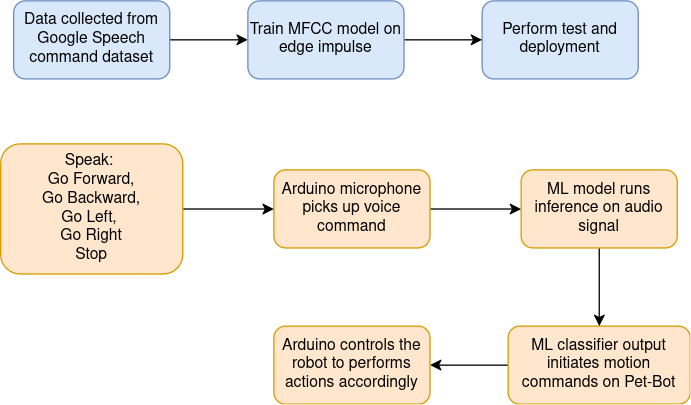 Data collected from
Google Speech
command dataset
Train MFCC model on
edge impulse
Perform test and
deployment
Speak:
Go Forward,
Go Backward,
Go Left,
Go Right
Stop
Arduino microphone
picks up voice
command
ML model runs
inference on audio
signal
ML classifier output
initiates motion
commands on Pet-Bot
Arduino controls the
robot to performs
actions accordingly